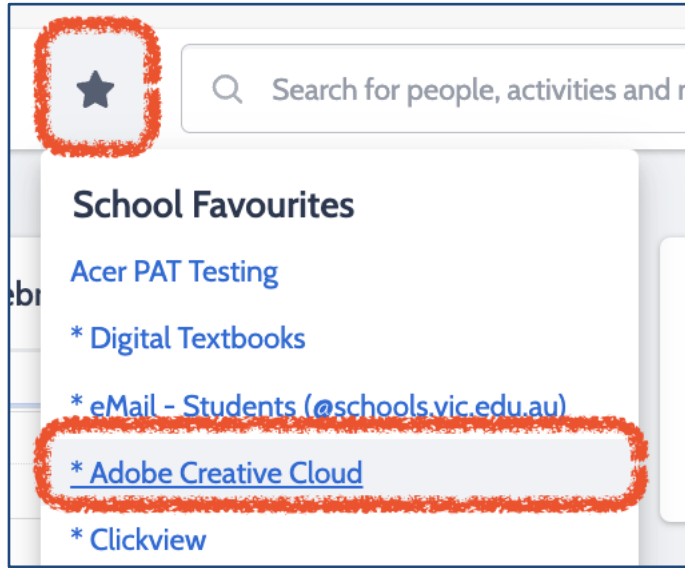 Search for people, activities and r
School Favourites
Acer PAT Testing
ebr
* Digital Textbooks
* eMail - Students (@schools.vic.edu.au)
* Adobe Creative Cloud
* Clickview